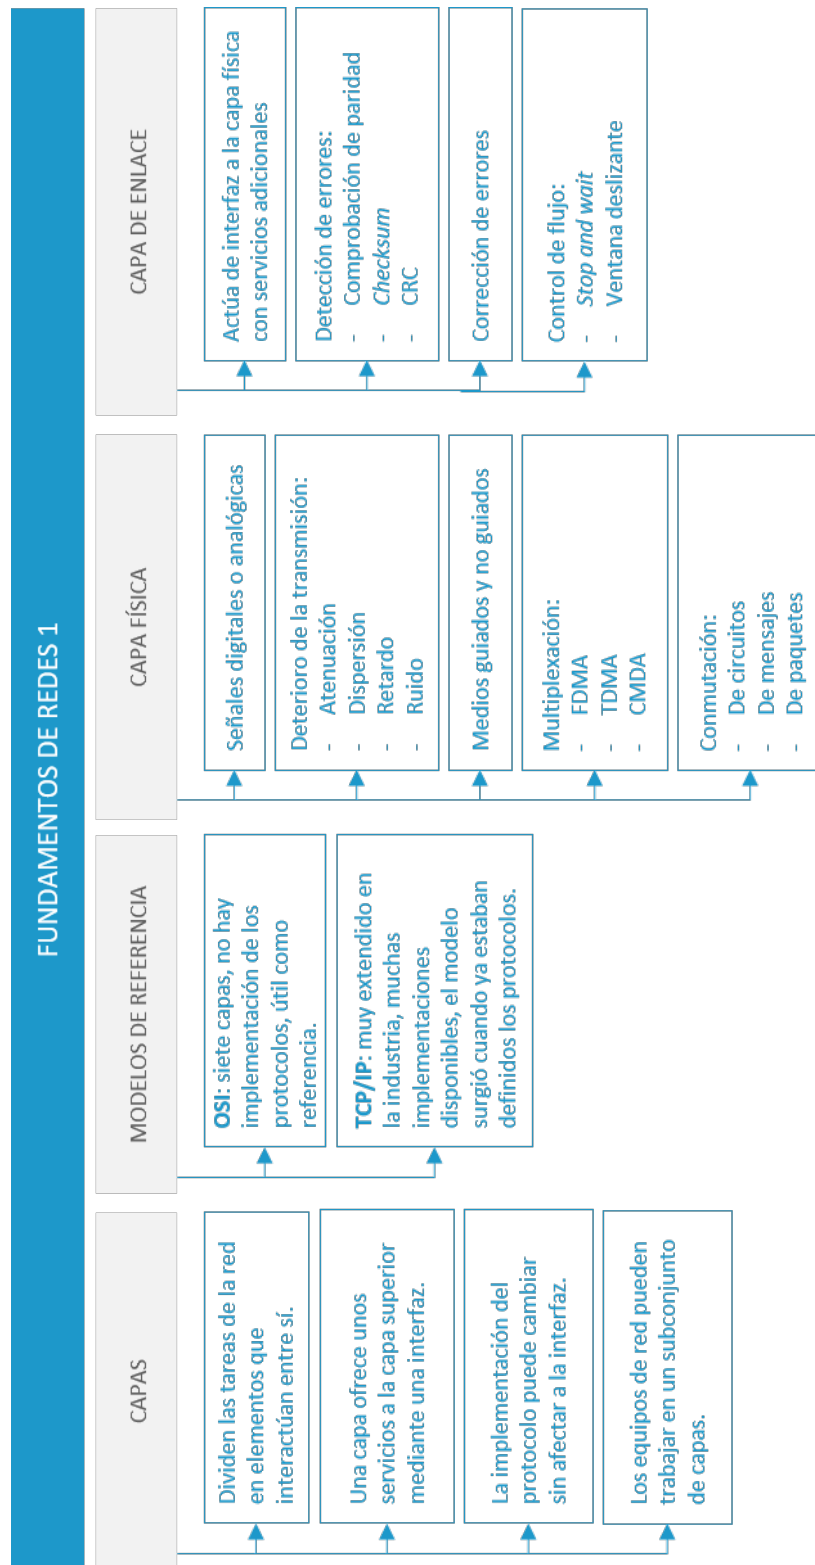 FUNDAMENTOS DE REDES 1
CAPAS
Dividen las tareas de la red
en elementos que
interactúan entre sí.
Una capa ofrece unos
servicios a la capa superior
mediante una interfaz.
La implementación del
protocolo puede cambiar
sin afectar a la interfaz.
Los equipos de red pueden
trabajar en un subconjunto
de capas.
MODELOS DE REFERENCIA
OSI: siete capas, no hay
implementación de los
protocolos, útil como
referencia.
TCP/IP: muy extendido en
la industria, muchas
implementaciones
disponibles, el modelo
surgió cuando ya estaban
definidos los protocolos.
CAPA FÍSICA
Señales digitales o analógicas
Deterioro de la transmisión:
- Atenuación
- Dispersión
- Retardo
- Ruido
Medios guiados y no guiados
Multiplexación:
- FDMA
- TDMA
- CMDA
Conmutación:
- De circuitos
- De mensajes
- De paquetes
CAPA DE ENLACE
Actúa de interfaz a la capa física
con servicios adicionales
Detección de errores:
- Comprobación de paridad
- Checksum
- CRC
Corrección de errores
Control de flujo:
- Stop and wait
- Ventana deslizante